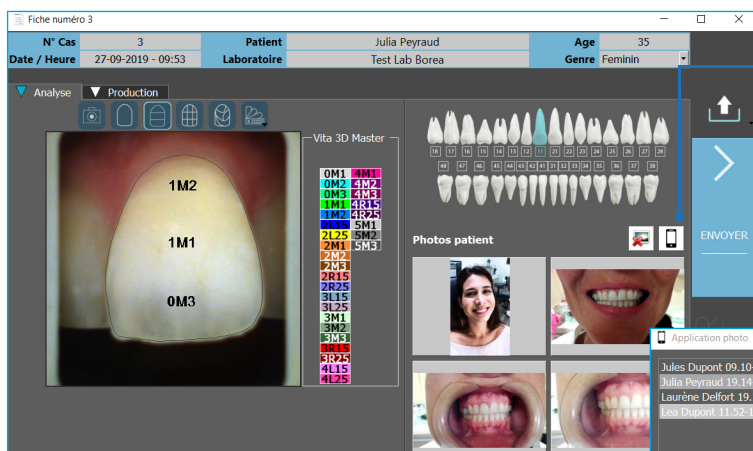 Fiche numéro 3
N° Cas 3 Patient Julia Peyraud Age 35
Date / Heure 27-09-2019 - 09:53 Laboratoire Test Lab Borea Genre Feminin
Analyse Production
Vita 3D Master
1M2
1M1
0M3
0M1 4M1
0M2 4M2
0M3 4M3
1M1 4R15
1M2 4R25
2L15 5M1
2L25 5M2
2M1 5M3
2M2
2M3
2R15
2R25
3L15
3L25
3M1
3M2
3M3
3R15
3R25
4L15
4L25
18 17 16 15 14 13 12 11 21 22 23 24 25 26 27 28
48 47 46 45 44 43 42 41 31 32 33 34 35 36 37 38
Photos patient
ENVOYER
Application photo
Jules Dupont 09.10-
Julia Peyraud 19.14
Laurène Delfort 19.
Lea Dupont 11.52-1